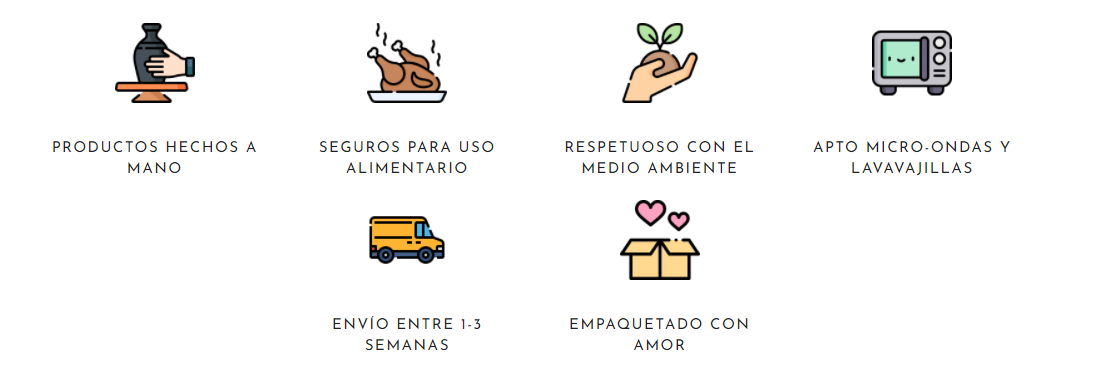 PRODUCTOS HECHOS A
MANO
SEGUROS PARA USO
ALIMENTARIO
RESPETUOSO CON EL
MEDIO AMBIENTE
APTO MICRO-ONDAS Y
LAVAVAJILLAS
ENVÍO ENTRE 1-3
SEMANAS
EMPAQUETADO CON
AMOR